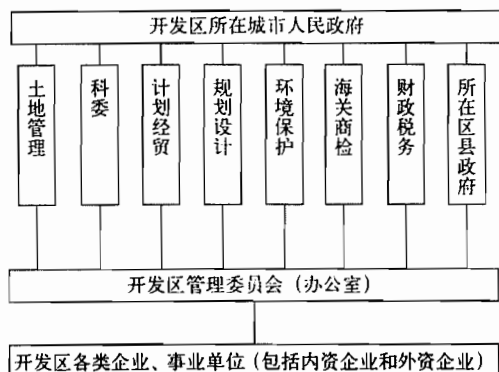 开发区所在城市人民政府
土地管理
科委
计划经贸
规划设计
环境保护
海关商检
财政税务
所在区县政府
开发区管理委员会(办公室)
开发区各类企业、事业单位(包括内资企业和外资企业)